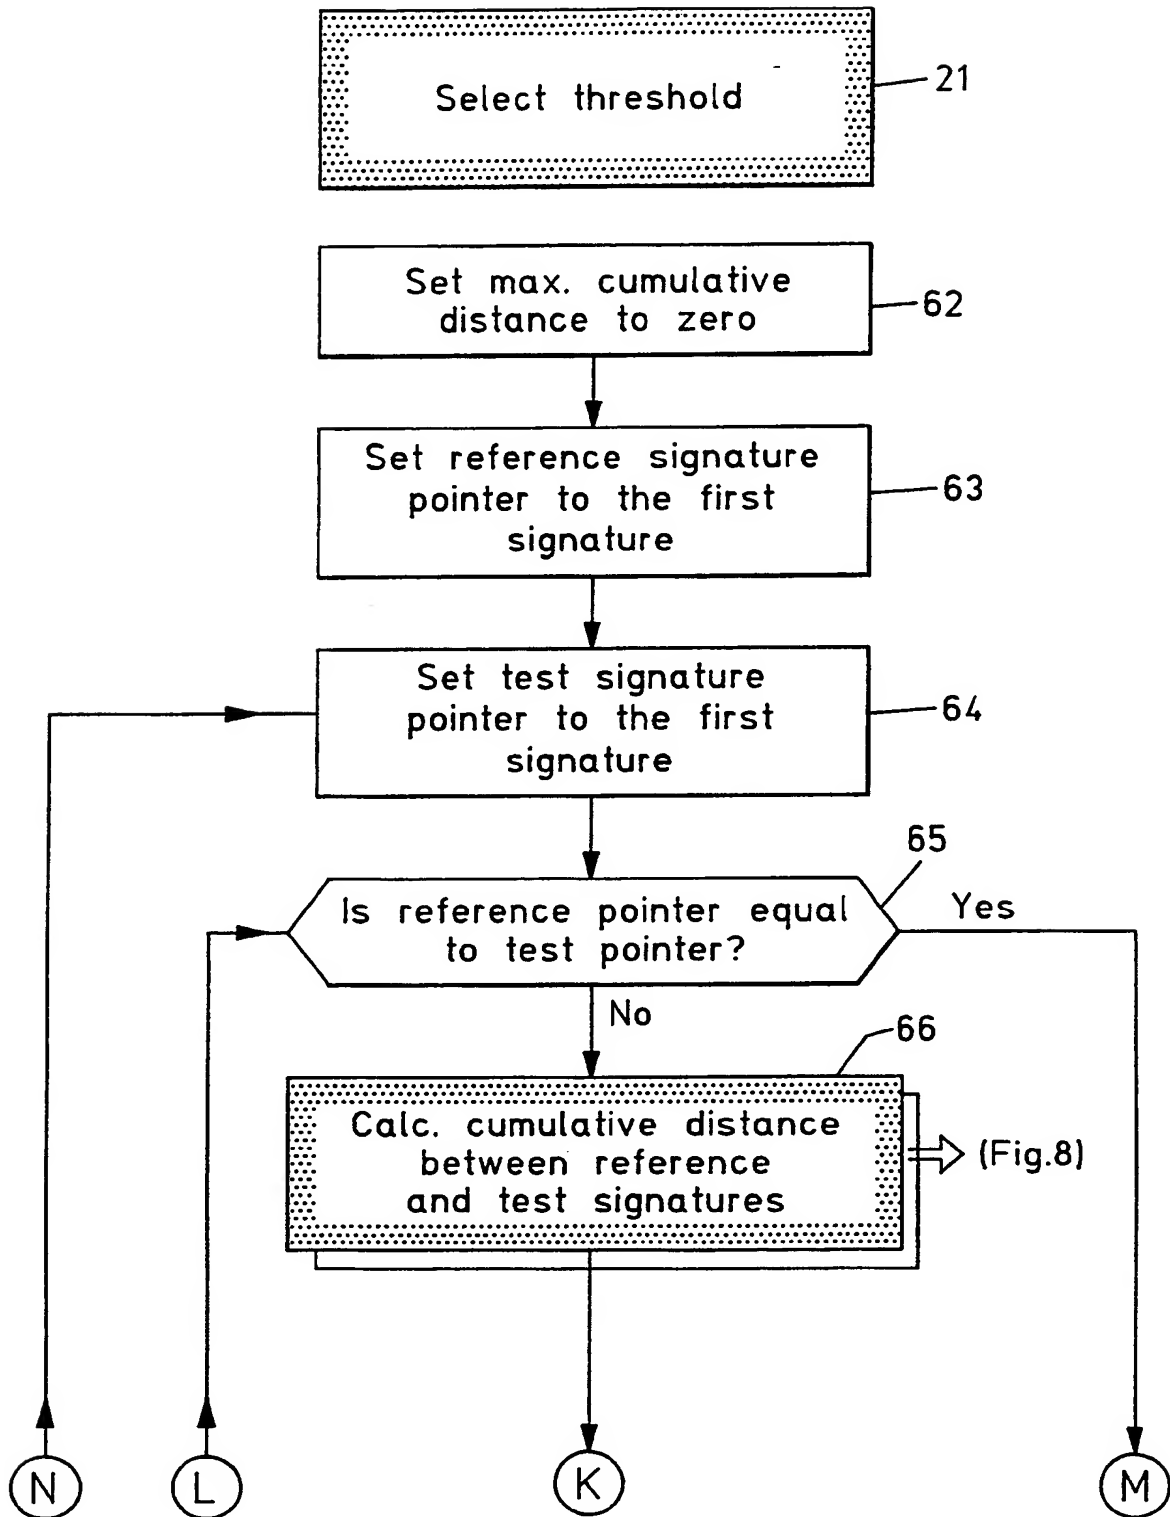 Select threshold
21
Set max. cumulative
distance to zero
62
Set reference signature
pointer to the first
signature
63
Set test signature
pointer to the first
signature
64
65
Is reference pointer equal
to test pointer?
Yes
No
66
Calc. cumulative distance
between reference
and test signatures
(Fig.8)
N
L
K
M